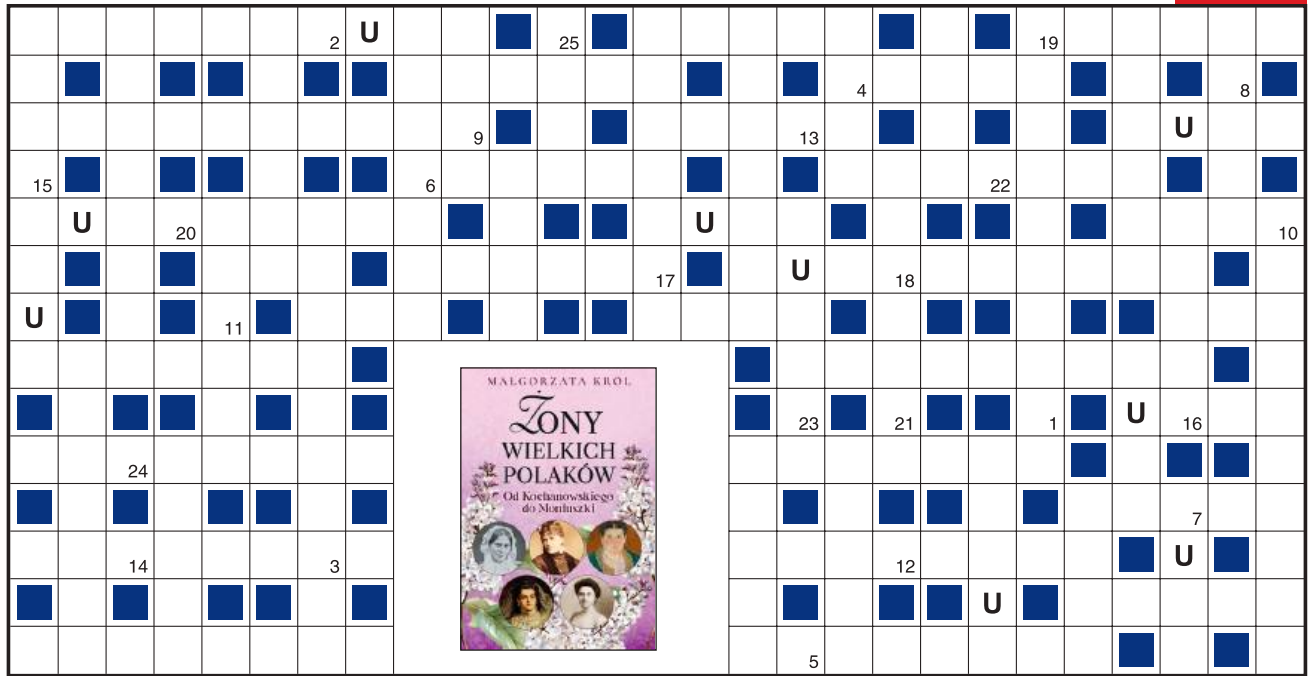 2 U 25 19
4 8
9 13 U
15 6 22
U 20 U 10
17 U 18
U 11
MAŁGORZATA KRÓL
ŻONY
WIELKICH
POLAKÓW
Od Kochanowskiego
do Moniuszki
23 21 1 U 16
24
7
14 3 12 U
U
5